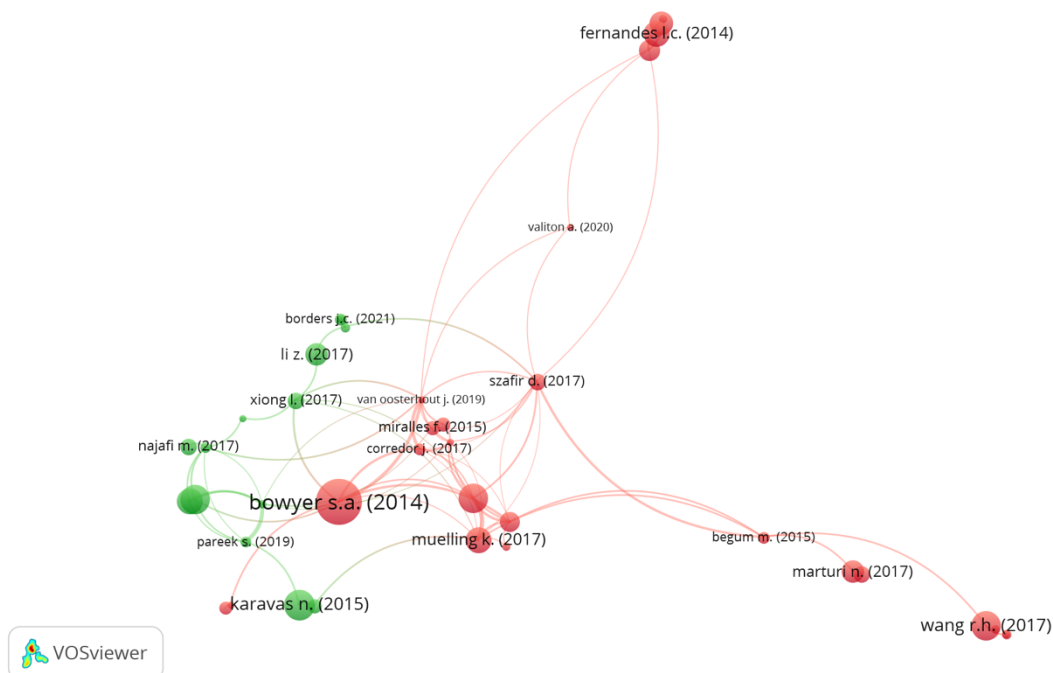 fernandes l.c. (2014)
valiton a. (2020)
borders j.c. (2021)
li z. (2017)
szafir d. (2017)
xiong l. (2017)
van oosterhout j. (2019)
miralles f. (2015)
najafi m. (2017)
corredor j. (2017)
bowyer s.a. (2014)
pareek s. (2019)
muelling k. (2017)
begum m. (2015)
marturi n. (2017)
karavas n. (2015)
wang r.h. (2017)
VOSviewer